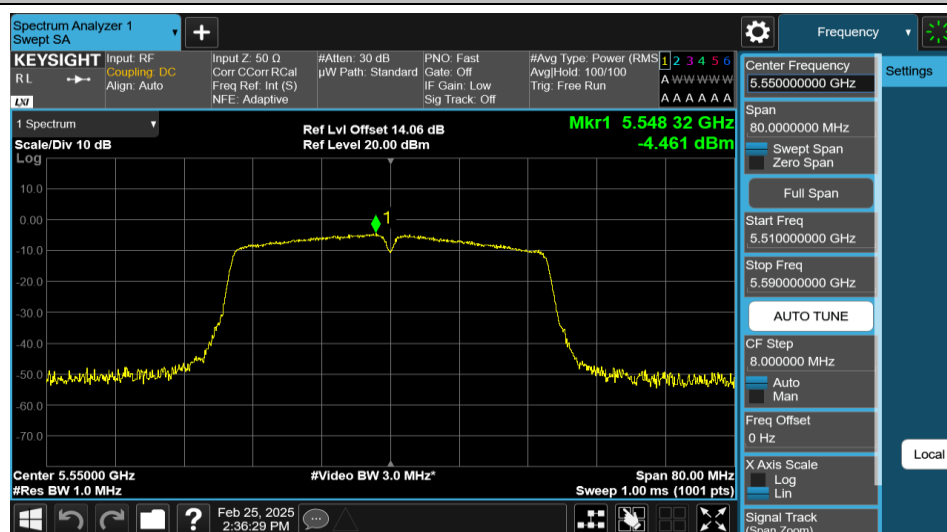 Spectrum Analyzer 1
Swept SA
Frequency
KEYSIGHT
RL
LXI
Input: RF
Coupling: DC
Align: Auto
Input Z: 50 Ω
Corr CCorr RCal
Freq Ref: Int (S)
NFE: Adaptive
#Atten: 30 dB
µW Path: Standard
PNO: Fast
Gate: Off
IF Gain: Low
Sig Track: Off
#Avg Type: Power (RMS
Avg|Hold: 100/100
Trig: Free Run
1 2 3 4 5 6
A W W W W W
A A A A A A
1 Spectrum
Scale/Div 10 dB
Log
Ref Lvl Offset 14.06 dB
Ref Level 20.00 dBm
Mkr1 5.548 32 GHz
-4.461 dBm
1
10.0
0.00
-10.0
-20.0
-30.0
-40.0
-50.0
-60.0
-70.0
Center 5.55000 GHz
#Res BW 1.0 MHz
#Video BW 3.0 MHz*
Span 80.00 MHz
Sweep 1.00 ms (1001 pts)
?
Feb 25, 2025
2:36:29 PM
Center Frequency
5.550000000 GHz
Span
80.0000000 MHz
Swept Span
Zero Span
Full Span
Start Freq
5.510000000 GHz
Stop Freq
5.590000000 GHz
AUTO TUNE
CF Step
8.000000 MHz
Auto
Man
Freq Offset
0 Hz
X Axis Scale
Log
Lin
Signal Track
(Span Zoom)
Settings
Local